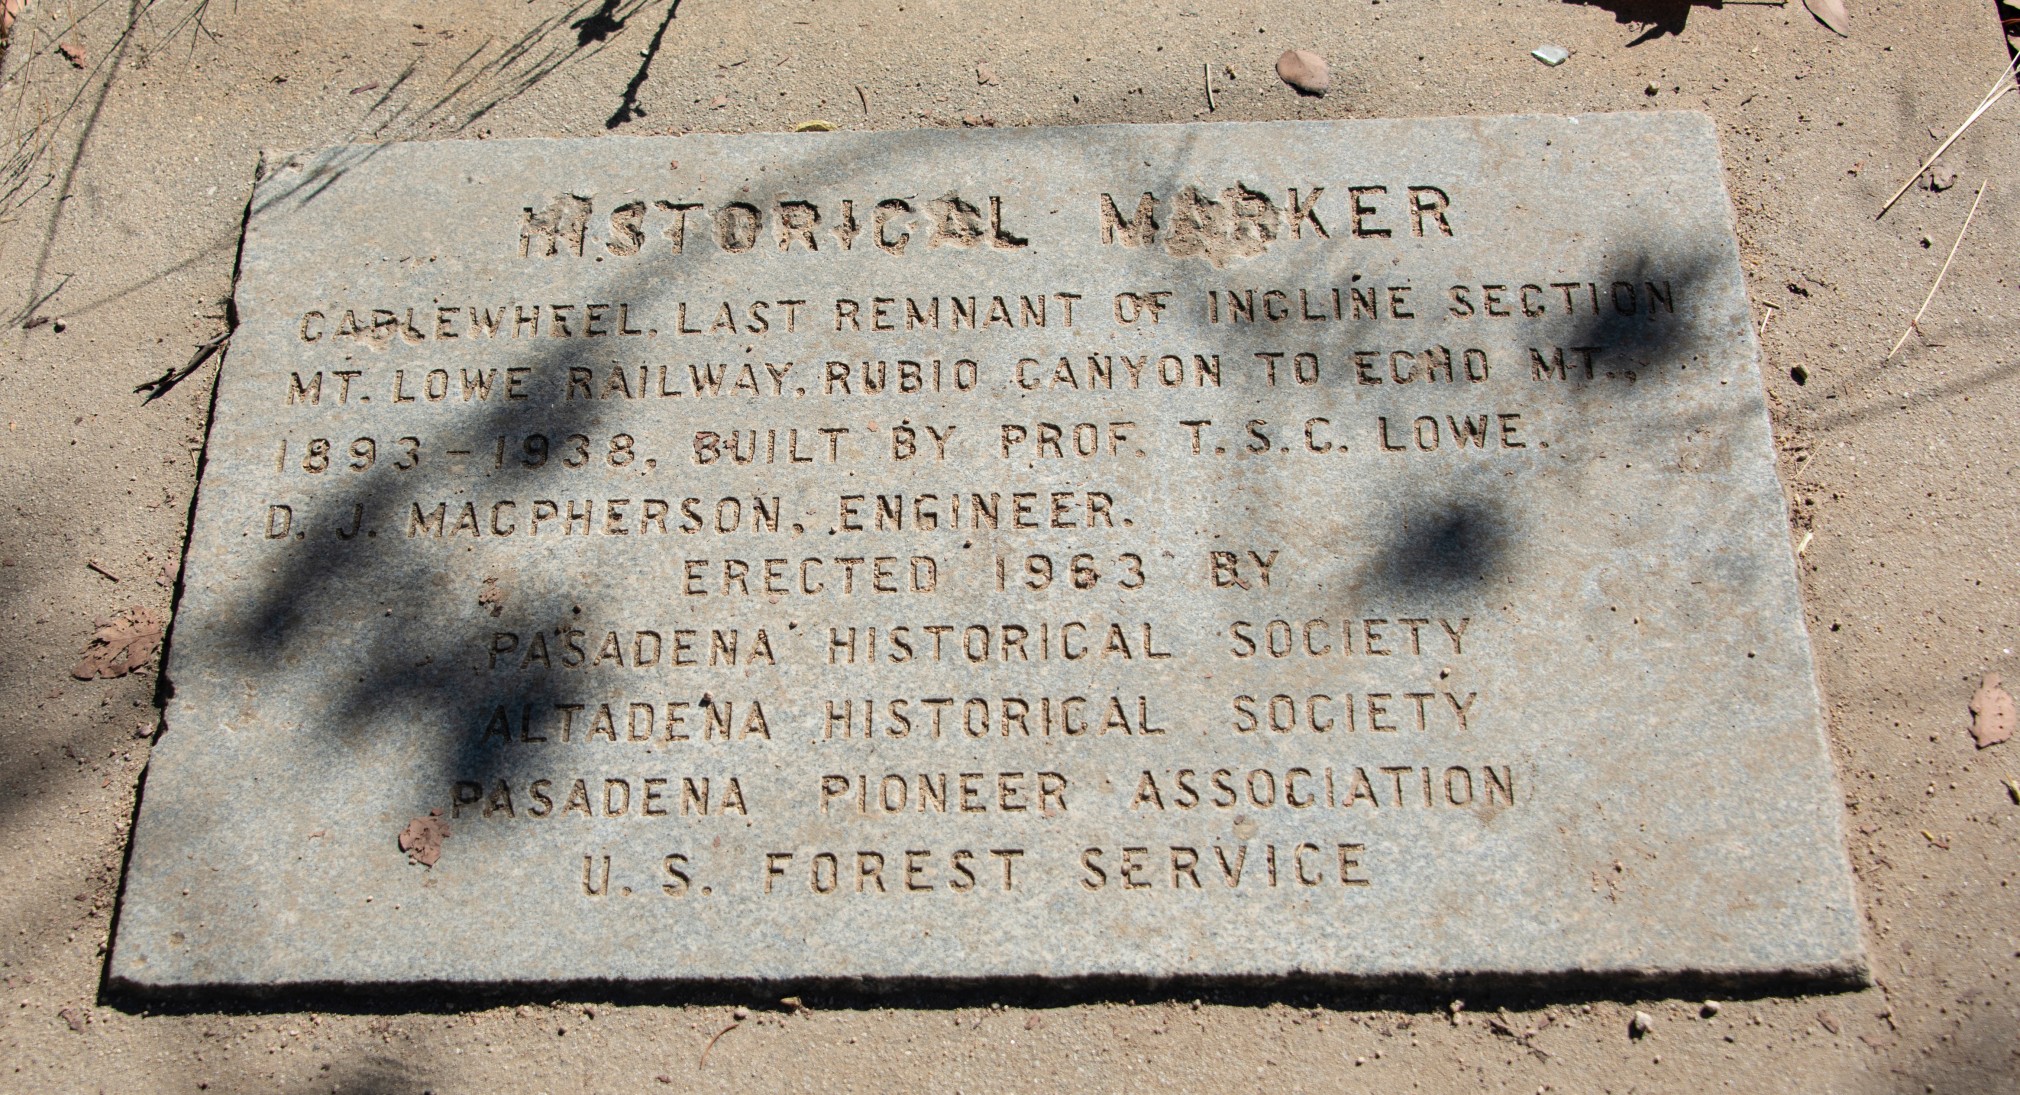 HISTORICAL MARKER
CABLEWHEEL, LAST REMNANT OF INCLINE SECTION
MT. LOWE RAILWAY, RUBIO CANYON TO ECHO MT.,
1893-1938, BUILT BY PROF. T.S.C. LOWE.
D. J. MACPHERSON, ENGINEER.
ERECTED 1963 BY
PASADENA HISTORICAL SOCIETY
ALTADENA HISTORICAL SOCIETY
PASADENA PIONEER ASSOCIATION
U. S. FOREST SERVICE